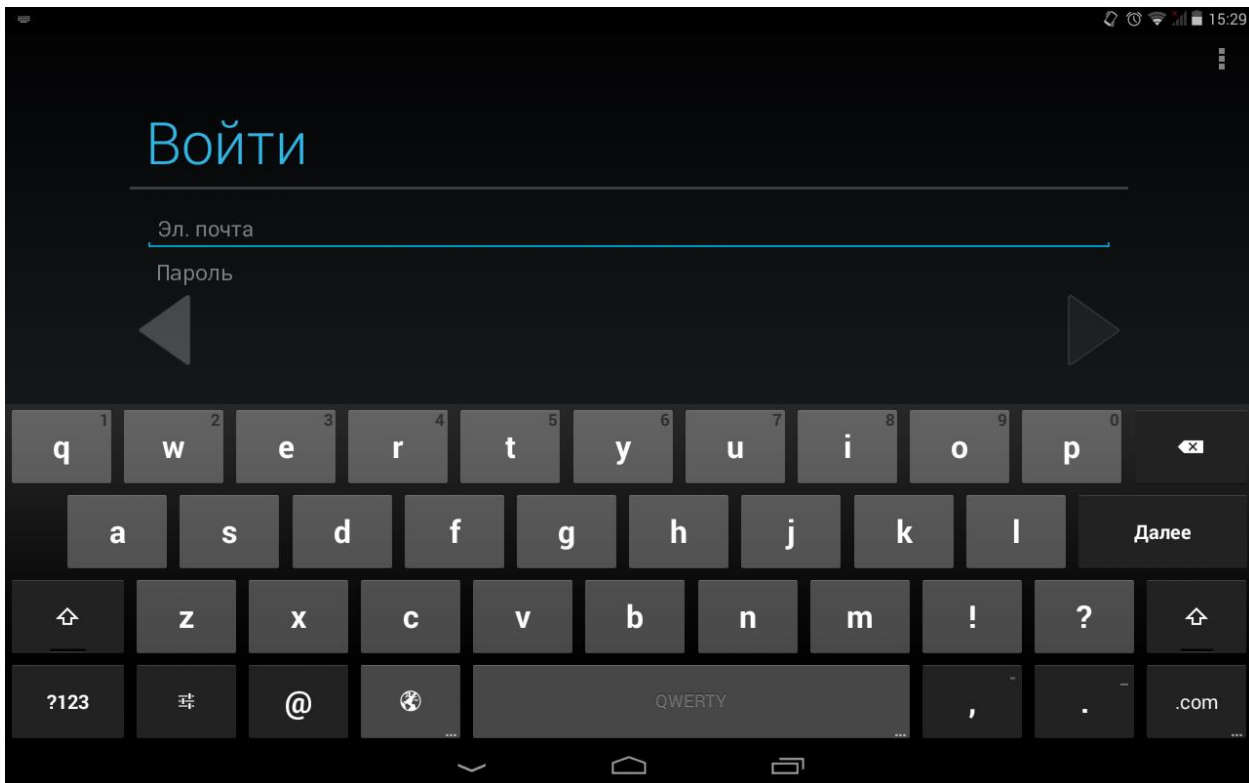 15:29
Войти
Эл. почта
Пароль
q 1 w 2 e 3 r 4 t 5 y 6 u 7 i 8 o 9 p 0
a s d f g h j k l Далее
z x c v b n m ! ?
?123 @ QWERTY , - . _ .com